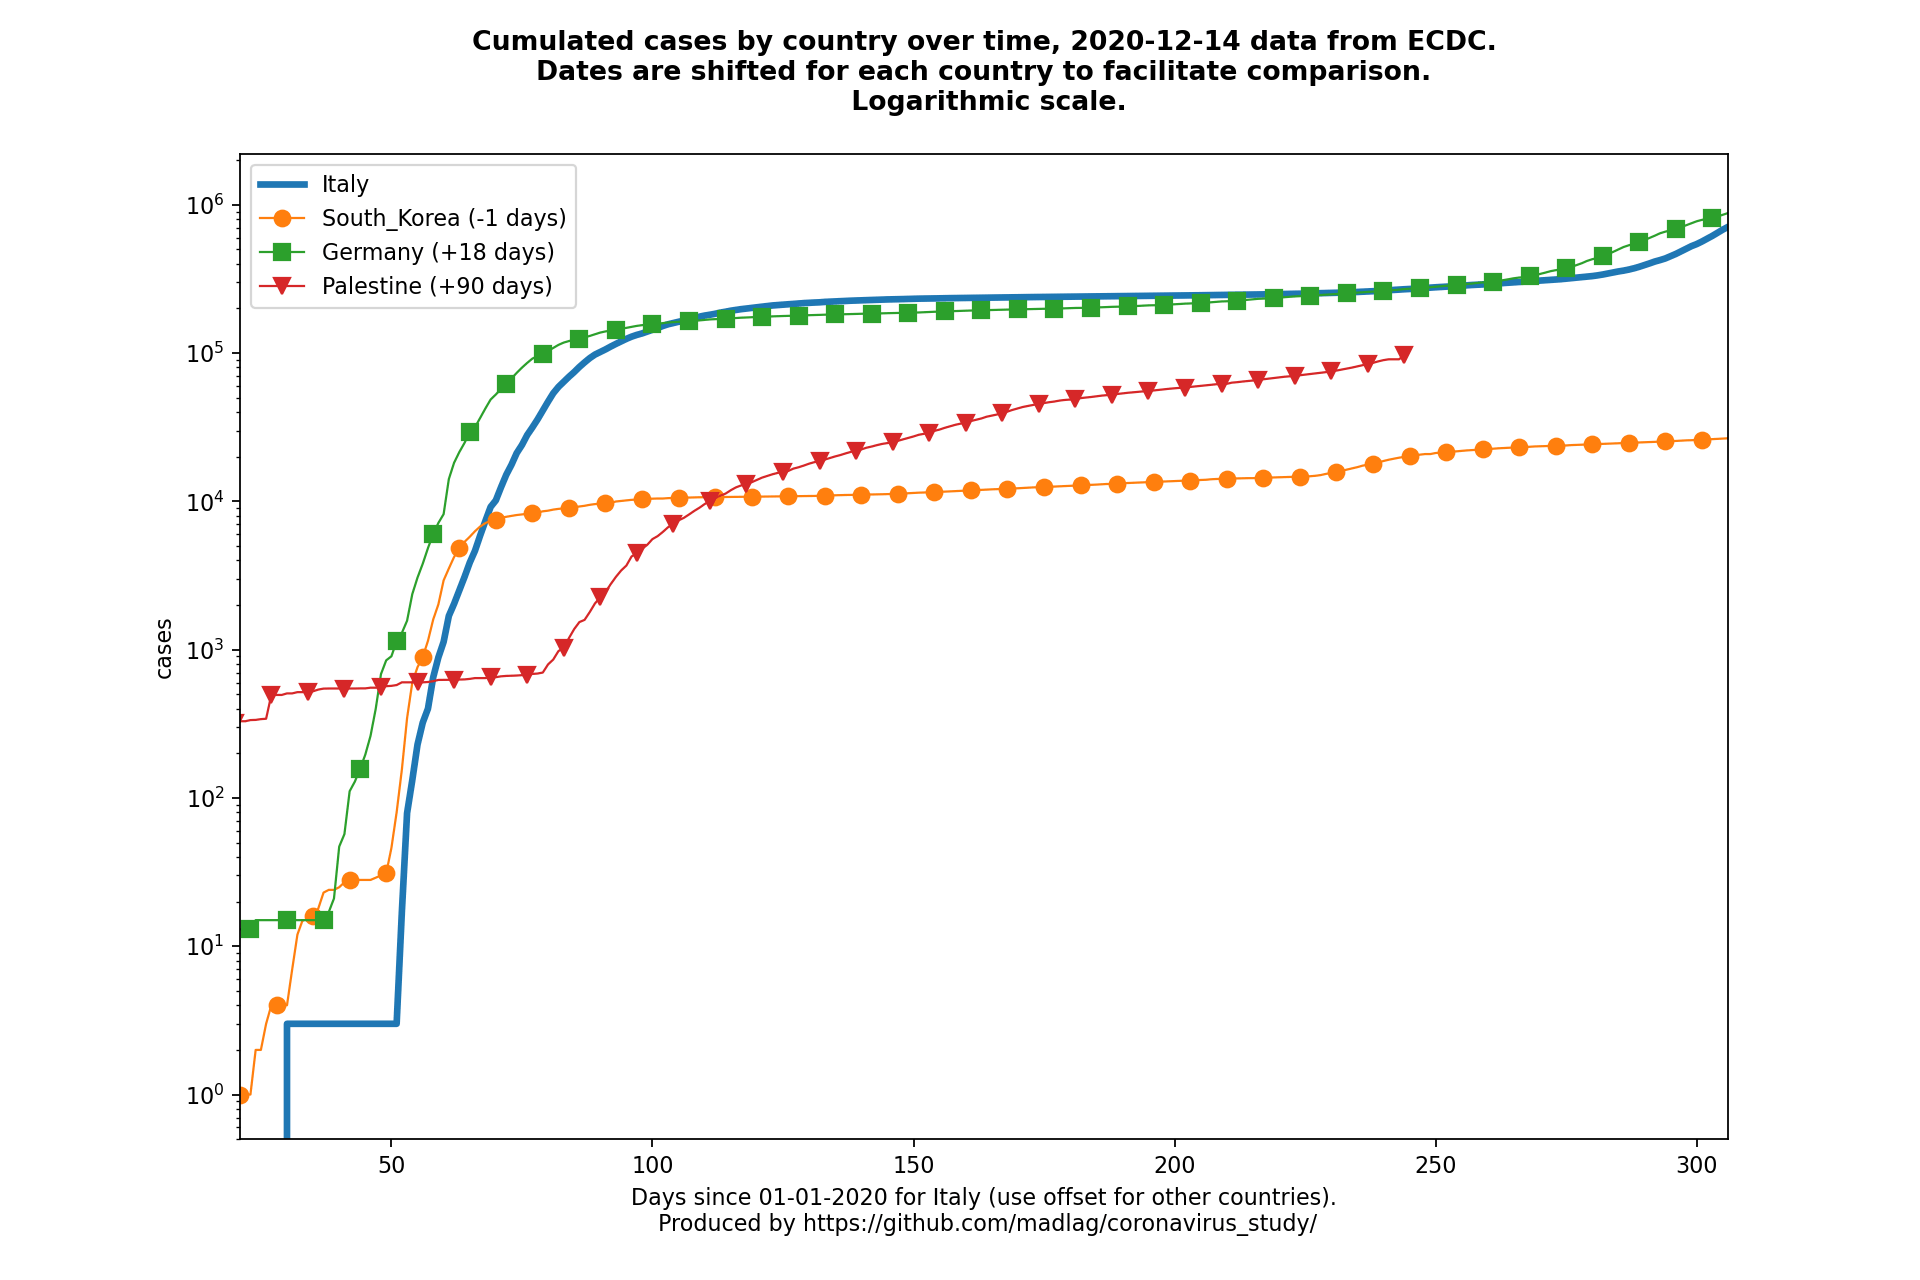 Cumulated cases by country over time, 2020-12-14 data from ECDC.
Dates are shifted for each country to facilitate comparison.
Logarithmic scale.
Italy
South_Korea (-1 days)
Germany (+18 days)
Palestine (+90 days)
10^6
10^5
10^4
10^3
10^2
10^1
10^0
cases
50 100 150 200 250 300
Days since 01-01-2020 for Italy (use offset for other countries).
Produced by https://github.com/madlag/coronavirus_study/